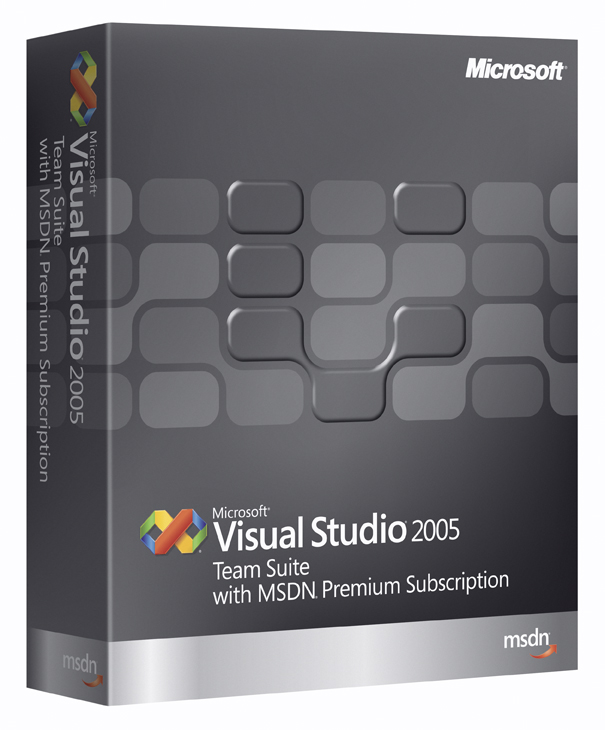 Microsoft®
Microsoft®
Visual Studio® 2005
Team Suite
with MSDN® Premium Subscription
Microsoft®
Visual Studio® 2005
Team Suite
with MSDN® Premium Subscription
msdn®
msdn®